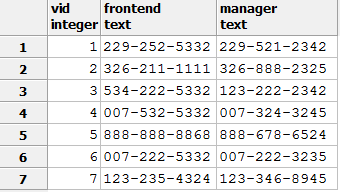 vid frontend manager
integer text text
1 1 229-252-5332 229-521-2342
2 2 326-211-1111 326-888-2325
3 3 534-222-5332 123-222-2342
4 4 007-532-5332 007-324-3245
5 5 888-888-8868 888-678-6524
6 6 007-222-5332 007-222-3235
7 7 123-235-4324 123-346-8945